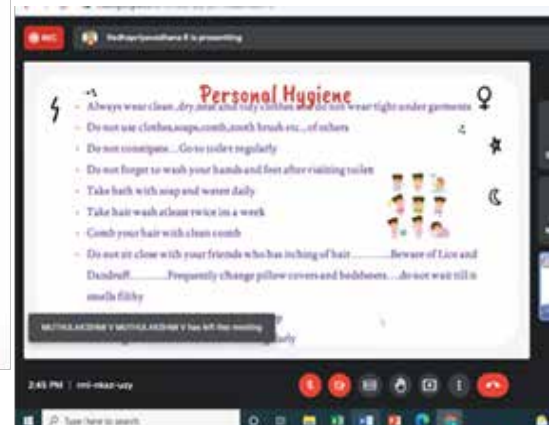 REC
R is presenting
Personal Hygiene
Always wear clean, dry, neat and tidy clothes do not wear tight under garments
Do not use clothes, soaps, comb, tooth brush etc., of others
Do not constipate... Go to toilet regularly
Do not forget to wash your hands and feet after visiting toilet
Take bath with soap and water daily
Take hair wash atleast twice in a week
Comb your hair with clean comb
Do not sit close with your friends who has itching of hair............Beware of Lice and
Dandruff............Frequently change pillow covers and bedsheets....do not wait till it
smells filthy
V has left this meeting
2:45 PM
Type here to search